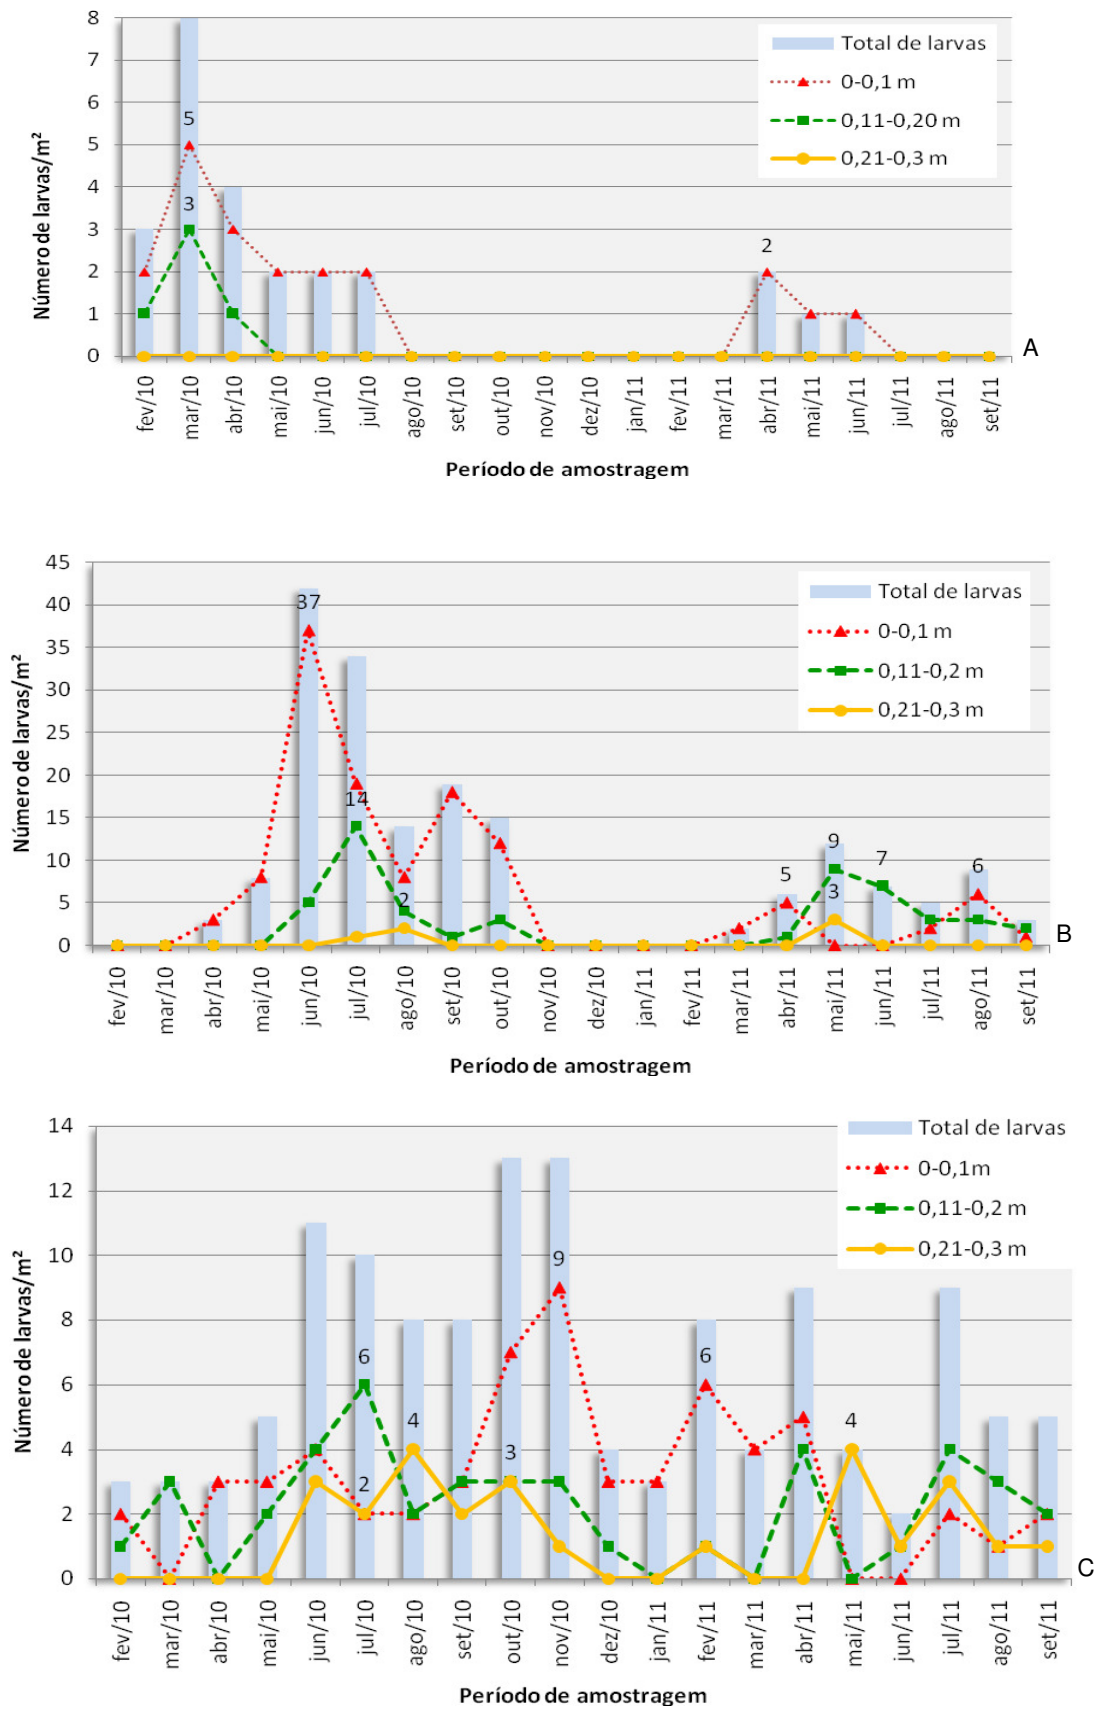 8
7
6
5
4
3
2
1
0
Número de larvas/m²
Total de larvas
0-0,1 m
0,11-0,20 m
0,21-0,3 m
5
3
2
A
fev/10 mar/10 abr/10 mai/10 jun/10 jul/10 ago/10 set/10 out/10 nov/10 dez/10 jan/11 fev/11 mar/11 abr/11 mai/11 jun/11 jul/11 ago/11 set/11
Período de amostragem
45
40
35
30
25
20
15
10
5
0
Número de larvas/m²
Total de larvas
0-0,1 m
0,11-0,2 m
0,21-0,3 m
37
14
2
5
9
3
7
6
B
fev/10 mar/10 abr/10 mai/10 jun/10 jul/10 ago/10 set/10 out/10 nov/10 dez/10 jan/11 fev/11 mar/11 abr/11 mai/11 jun/11 jul/11 ago/11 set/11
Período de amostragem
14
12
10
8
6
4
2
0
Número de larvas/m²
Total de larvas
0-0,1m
0,11-0,2 m
0,21-0,3 m
6
2
4
3
9
6
4
C
fev/10 mar/10 abr/10 mai/10 jun/10 jul/10 ago/10 set/10 out/10 nov/10 dez/10 jan/11 fev/11 mar/11 abr/11 mai/11 jun/11 jul/11 ago/11 set/11
Período de amostragem